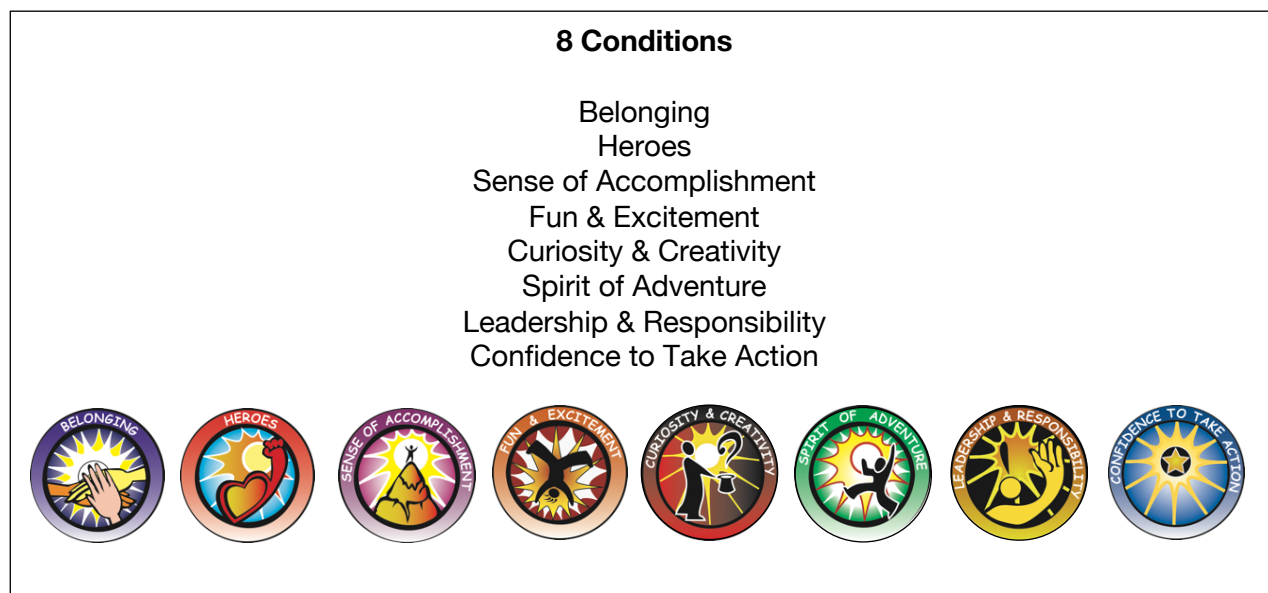 8 Conditions
Belonging
Heroes
Sense of Accomplishment
Fun & Excitement
Curiosity & Creativity
Spirit of Adventure
Leadership & Responsibility
Confidence to Take Action
BELONGING
HEROES
SENSE OF ACCOMPLISHMENT
FUN & EXCITEMENT
CURIOSITY & CREATIVITY
SPIRIT OF ADVENTURE
LEADERSHIP & RESPONSIBILITY
CONFIDENCE TO TAKE ACTION